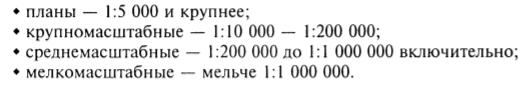 • планы — 1:5 000 и крупнее;
• крупномасштабные — 1:10 000 — 1:200 000;
• среднемасштабные — 1:200 000 до 1:1 000 000 включительно;
• мелкомасштабные — мельче 1:1 000 000.